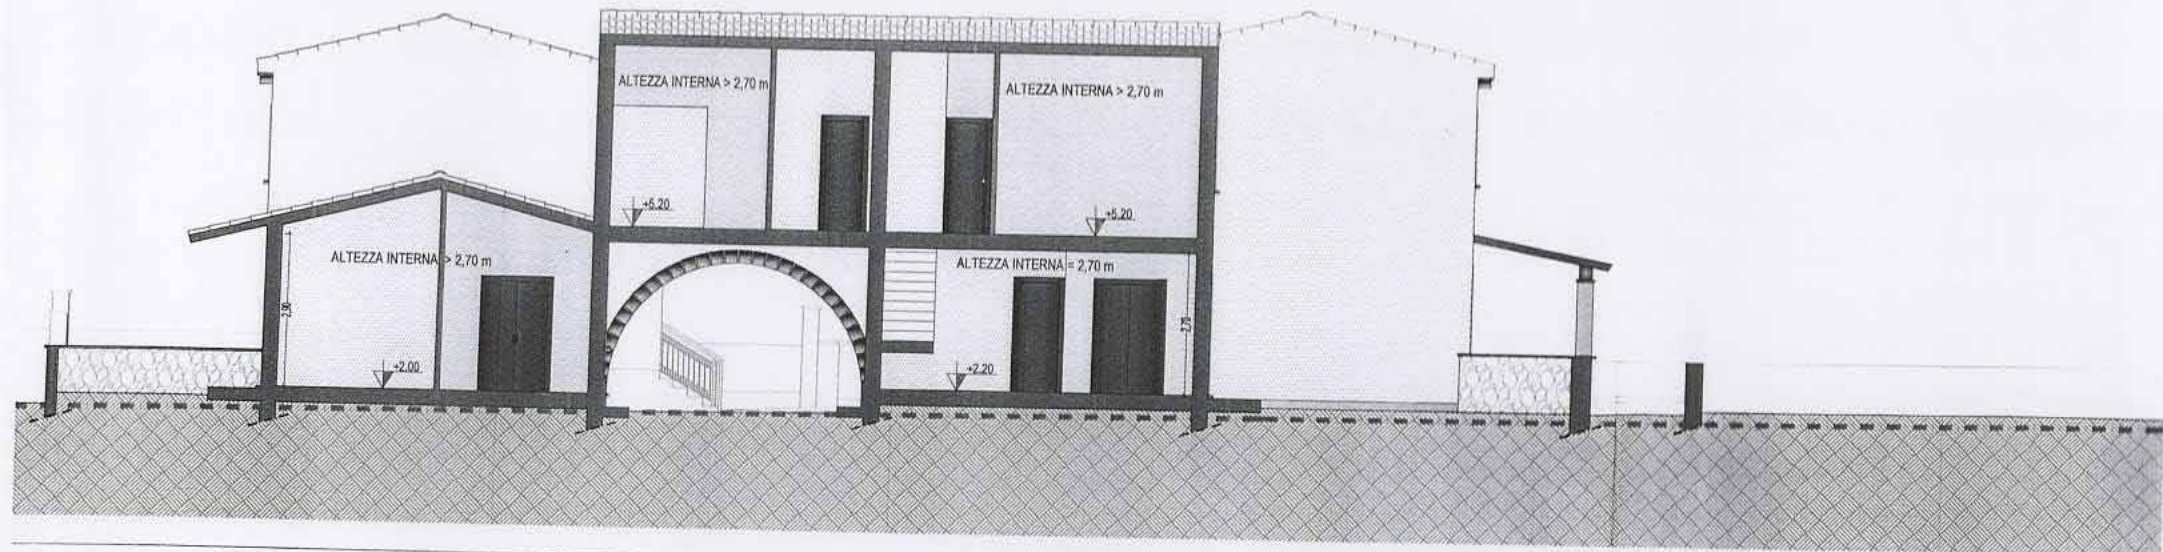 ALTEZZA INTERNA > 2,70 m
ALTEZZA INTERNA > 2,70 m
+5.20
+5.20
ALTEZZA INTERNA > 2,70 m
ALTEZZA INTERNA = 2,70 m
2,90
2,70
+2.00
+2.20